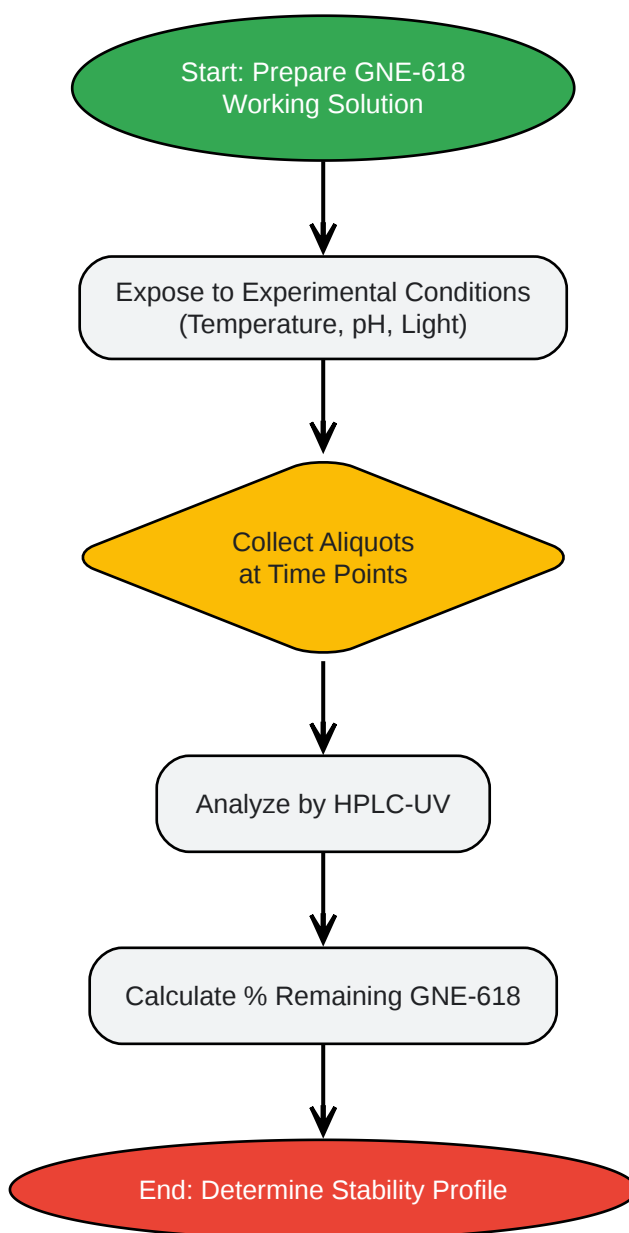 Start: Prepare GNE-618
Working Solution
Expose to Experimental Conditions
(Temperature, pH, Light)
Collect Aliquots
at Time Points
Analyze by HPLC-UV
Calculate % Remaining GNE-618
End: Determine Stability Profile